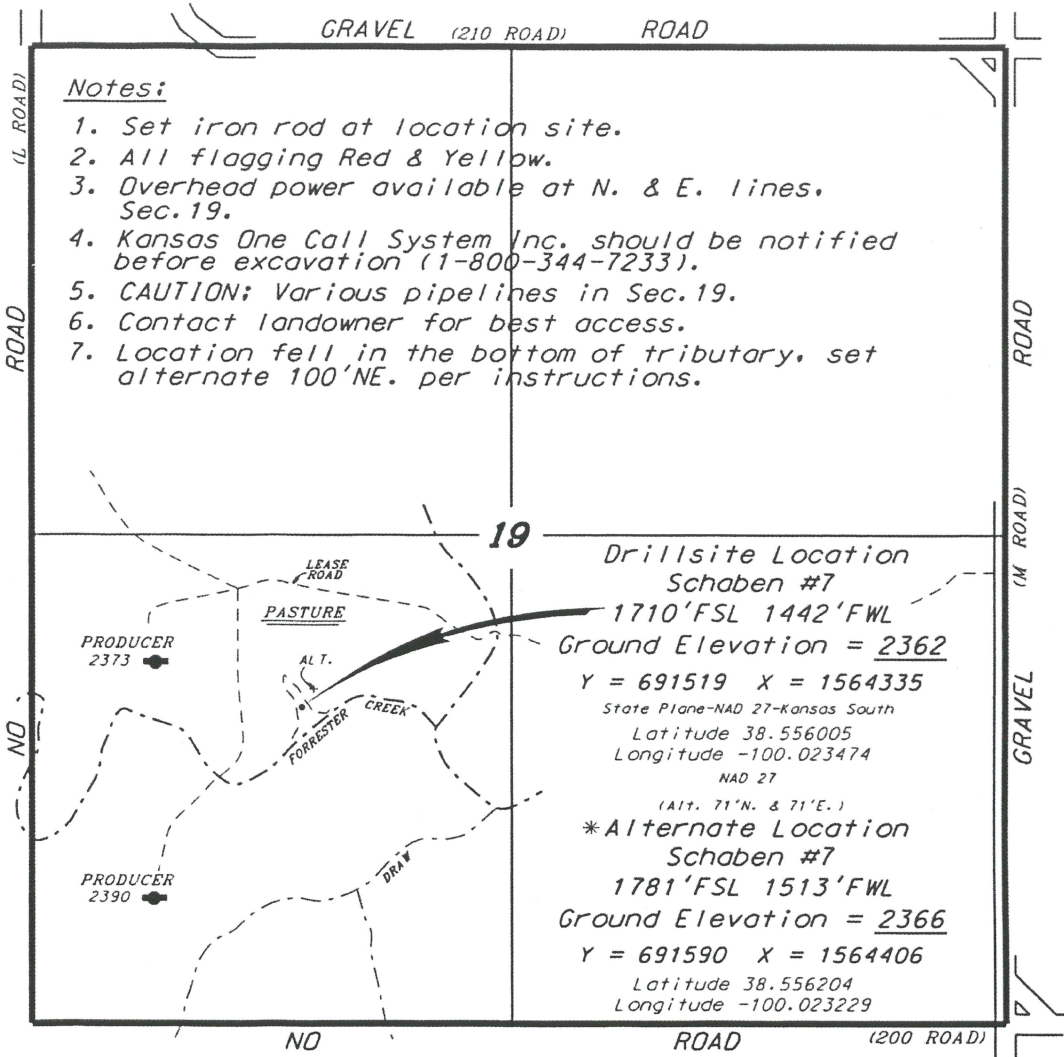 GRAVEL (210 ROAD) ROAD
(L ROAD)
ROAD
NO
Notes:
1. Set iron rod at location site.
2. All flagging Red & Yellow.
3. Overhead power available at N. & E. lines.
Sec.19.
4. Kansas One Call System Inc. should be notified
before excavation (1-800-344-7233).
5. CAUTION: Various pipelines in Sec.19.
6. Contact landowner for best access.
7. Location fell in the bottom of tributary. set
alternate 100'NE. per instructions.
19
LEASE
ROAD
PASTURE
PRODUCER
2373
ALT.
FORRESTER CREEK
PRODUCER
2390
DRAW
Drillsite Location
Schaben #7
1710'FSL 1442'FWL
Ground Elevation = 2362
Y = 691519 X = 1564335
State Plane-NAD 27-Kansas South
Latitude 38.556005
Longitude -100.023474
NAD 27
(Alt. 71'N. & 71'E.)
*Alternate Location
Schaben #7
1781'FSL 1513'FWL
Ground Elevation = 2366
Y = 691590 X = 1564406
Latitude 38.556204
Longitude -100.023229
ROAD
(M ROAD)
GRAVEL
NO ROAD (200 ROAD)